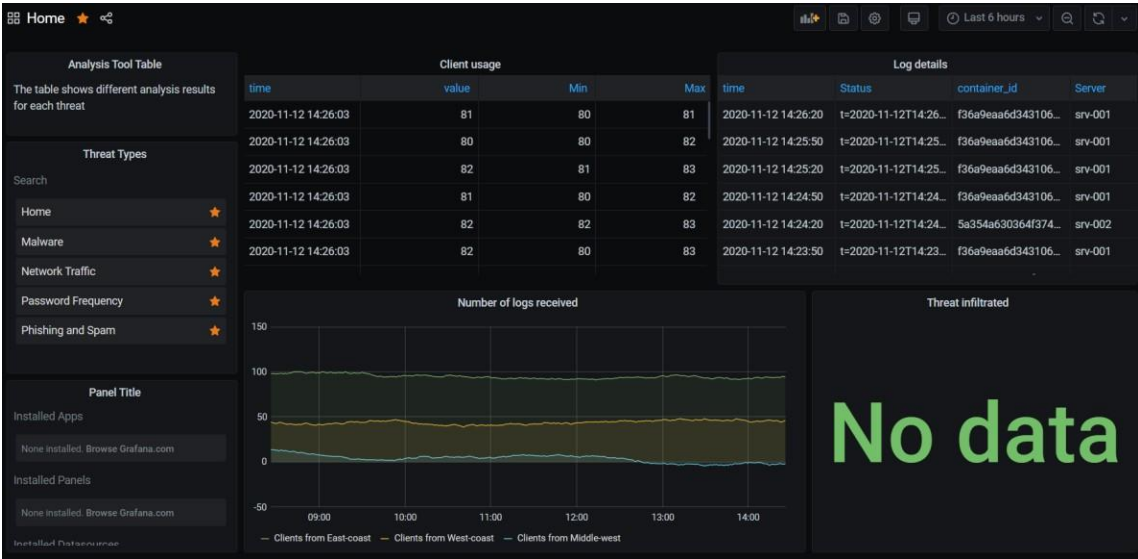 Home
Last 6 hours
Analysis Tool Table
The table shows different analysis results
for each threat
Threat Types
Search
Home
Malware
Network Traffic
Password Frequency
Phishing and Spam
Panel Title
Installed Apps
None installed. Browse Grafana.com
Installed Panels
None installed. Browse Grafana.com
Installed Datasources
Client usage
time value Min Max
2020-11-12 14:26:03 81 80 81
2020-11-12 14:26:03 80 80 82
2020-11-12 14:26:03 82 81 83
2020-11-12 14:26:03 81 80 82
2020-11-12 14:26:03 82 82 83
2020-11-12 14:26:03 82 80 83
Log details
time Status container_id Server
2020-11-12 14:26:20 t=2020-11-12T14:26... f36a9eaa6d343106... srv-001
2020-11-12 14:25:50 t=2020-11-12T14:25... f36a9eaa6d343106... srv-001
2020-11-12 14:25:20 t=2020-11-12T14:25... f36a9eaa6d343106... srv-001
2020-11-12 14:24:50 t=2020-11-12T14:24... f36a9eaa6d343106... srv-001
2020-11-12 14:24:20 t=2020-11-12T14:24... 5a354a630364f374... srv-002
2020-11-12 14:23:50 t=2020-11-12T14:23... f36a9eaa6d343106... srv-001
Number of logs received
150
100
50
0
-50
09:00 10:00 11:00 12:00 13:00 14:00
Clients from East-coast Clients from West-coast Clients from Middle-west
Threat infiltrated
No data